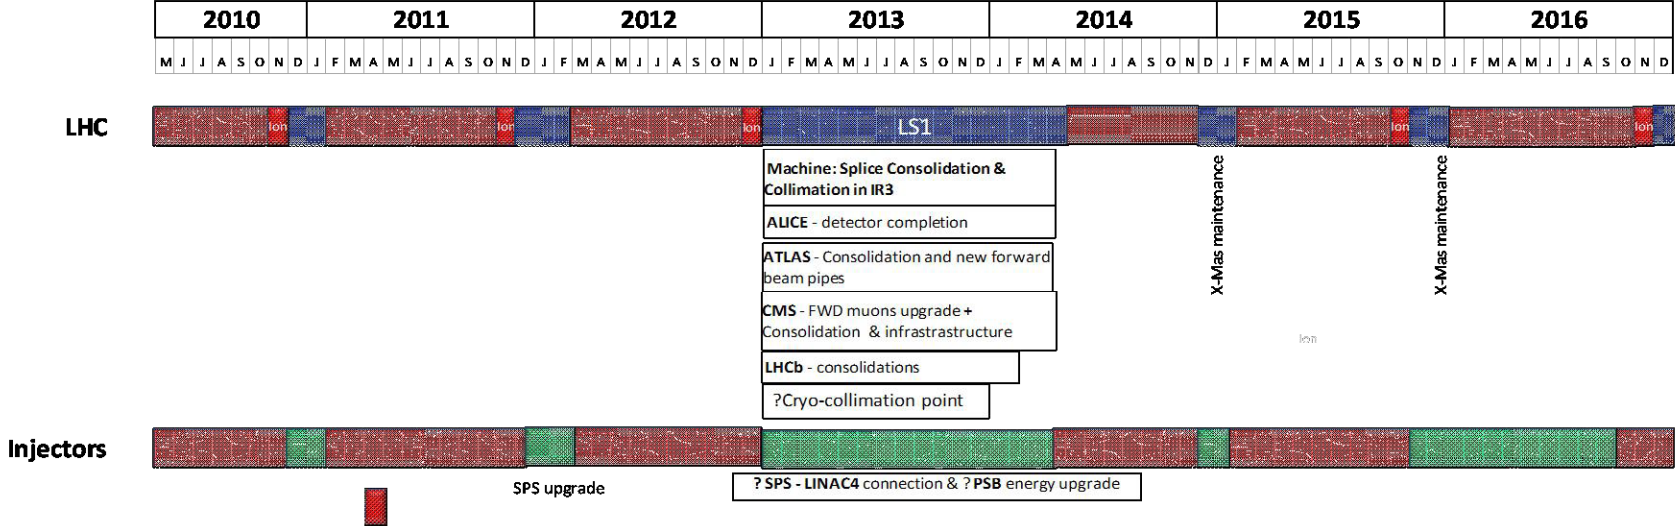 2010 2011 2012 2013 2014 2015 2016
M J J A S O N D J F M A M J J A S O N D J F M A M J J A S O N D J F M A M J J A S O N D J F M A M J J A S O N D J F M A M J J A S O N D J F M A M J J A S O N D
LHC Ion Ion Ion LS1 Ion Ion
Machine: Splice Consolidation &
Collimation in IR3
ALICE - detector completion
ATLAS - Consolidation and new forward
beam pipes
CMS - FWD muons upgrade +
Consolidation & infrastrastructure
LHCb - consolidations
?Cryo-collimation point
X-Mas maintenance
X-Mas maintenance
Ion
Injectors
SPS upgrade
? SPS - LINAC4 connection & ? PSB energy upgrade